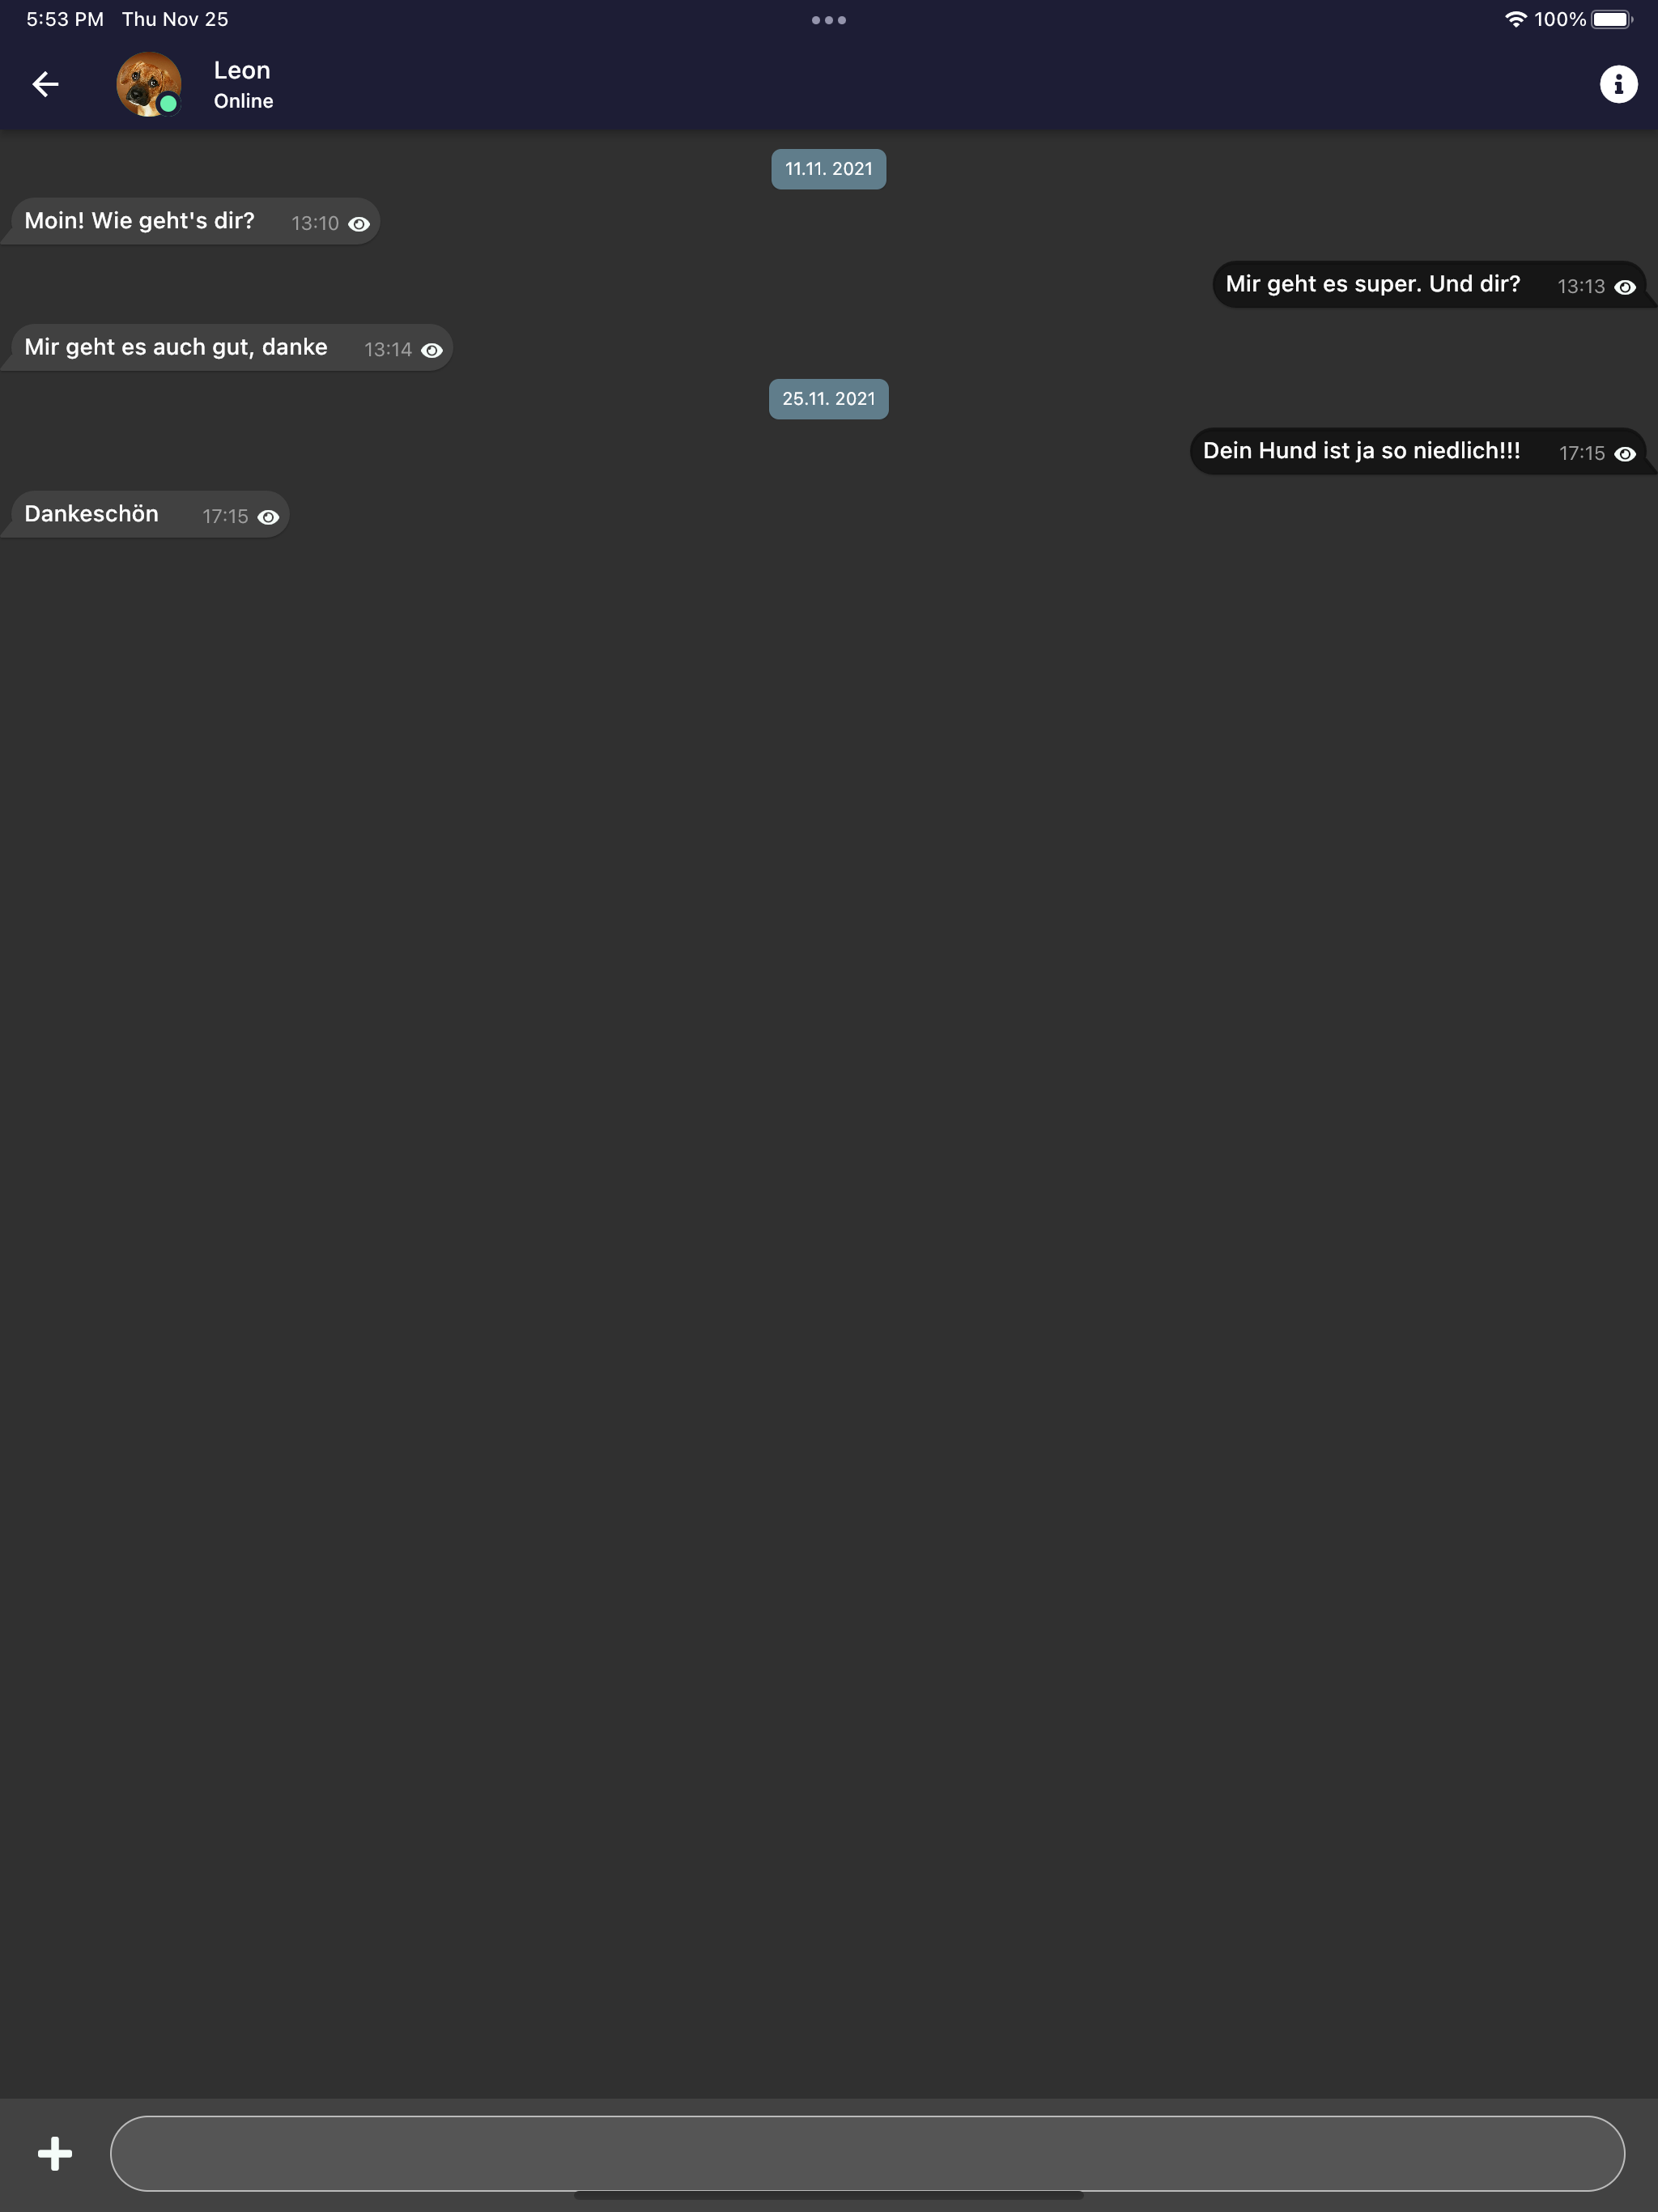 5:53 PM Thu Nov 25
100%
Leon
Online
11.11. 2021
Moin! Wie geht's dir? 13:10
Mir geht es super. Und dir? 13:13
Mir geht es auch gut, danke 13:14
25.11. 2021
Dein Hund ist ja so niedlich!!! 17:15
Dankeschön 17:15